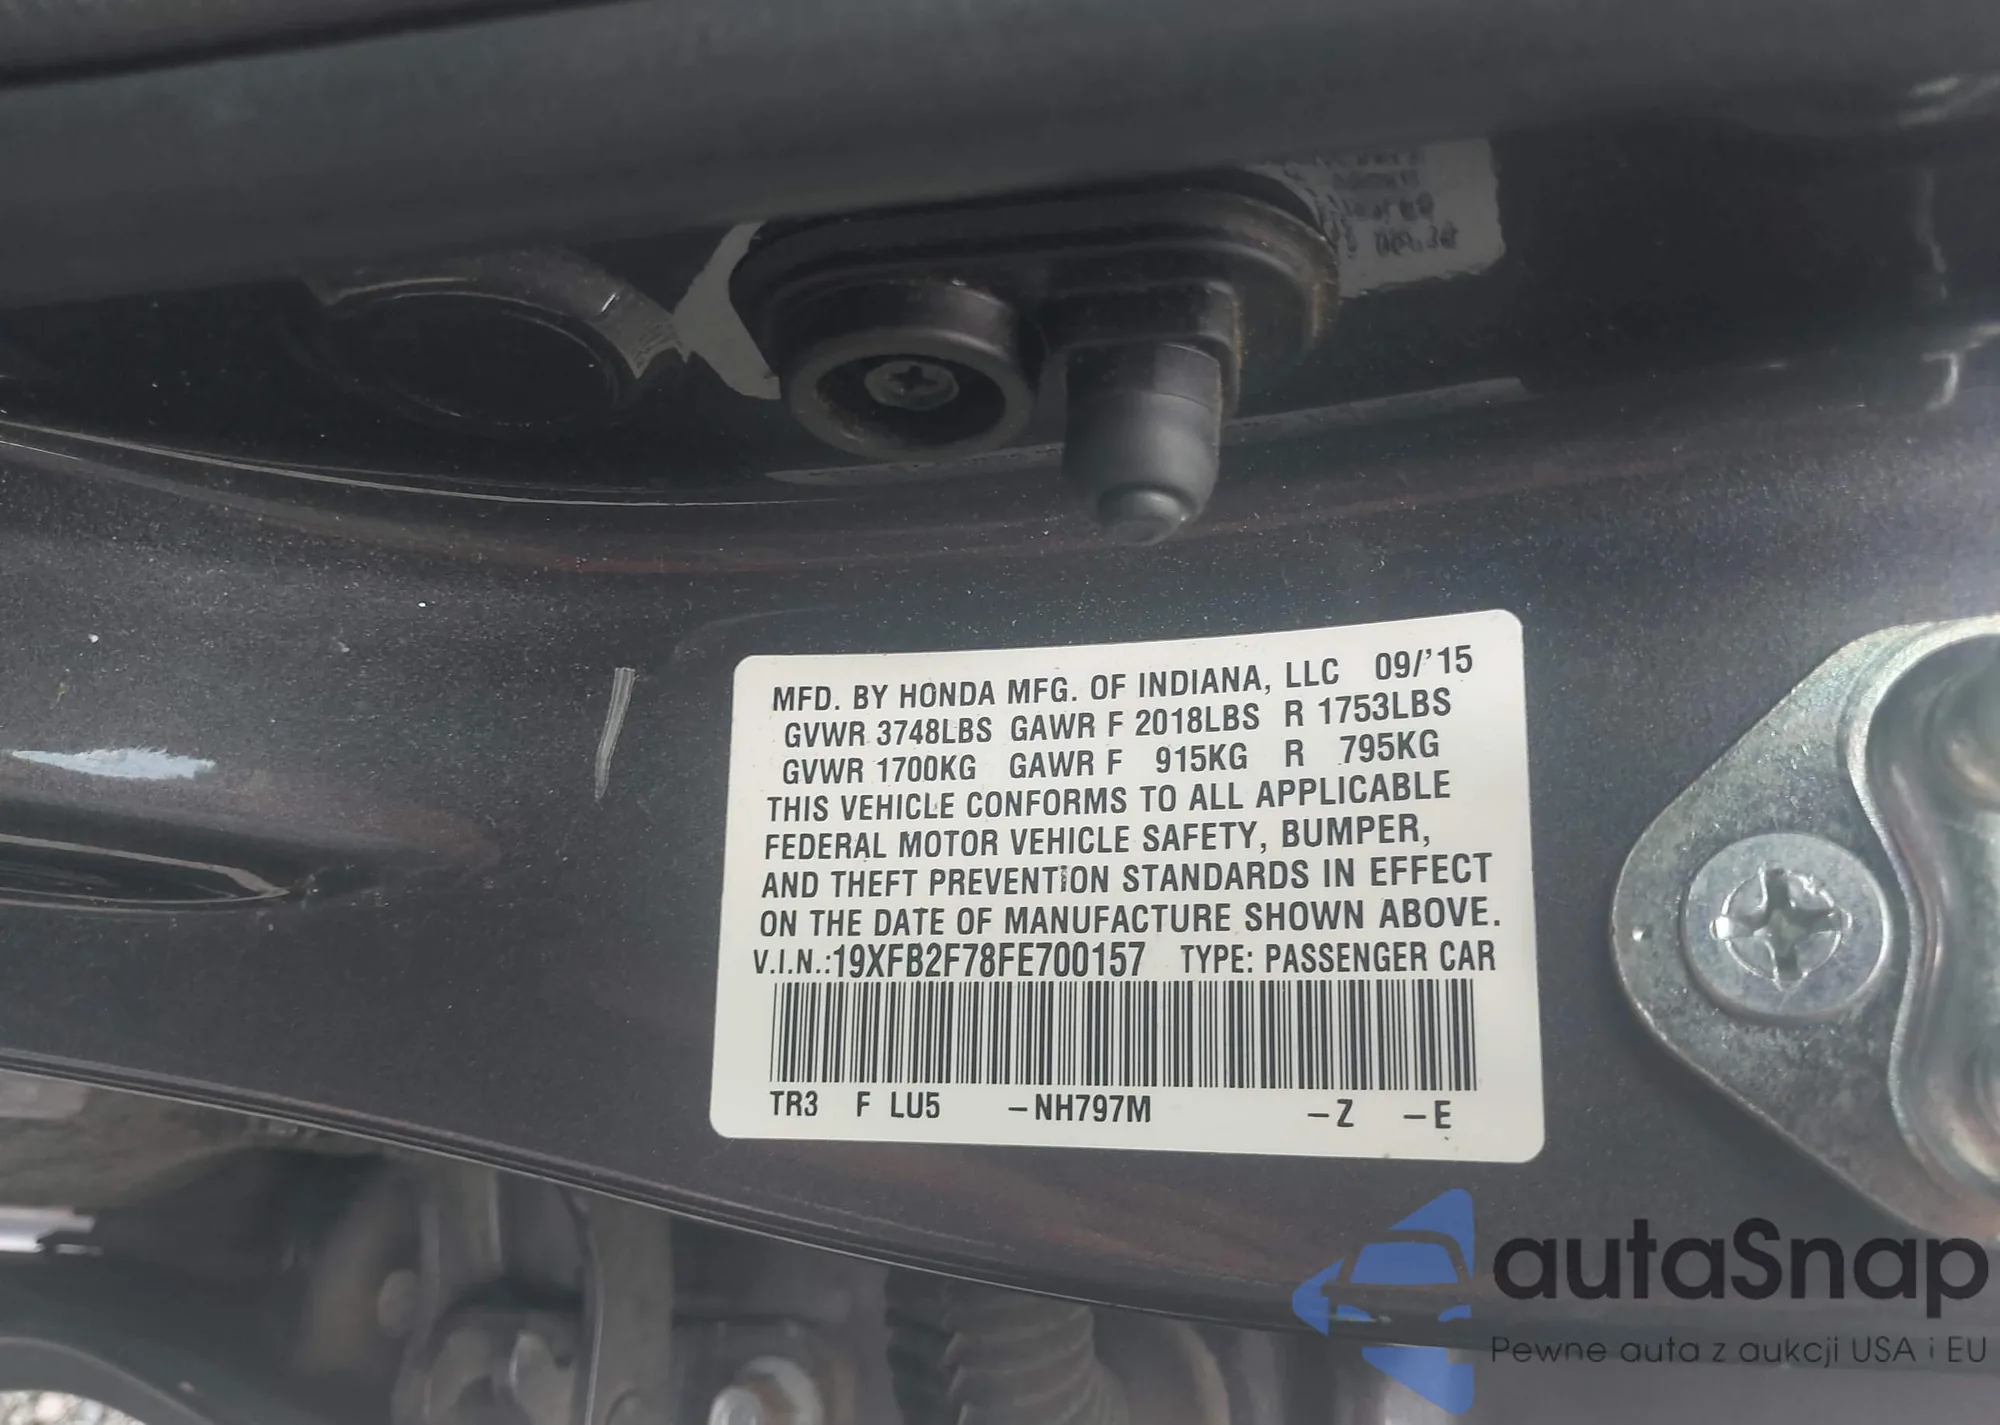 MFD. BY HONDA MFG. OF INDIANA, LLC 09/'15
GVWR 3748LBS GAWR F 2018LBS R 1753LBS
GVWR 1700KG GAWR F 915KG R 795KG
THIS VEHICLE CONFORMS TO ALL APPLICABLE
FEDERAL MOTOR VEHICLE SAFETY, BUMPER,
AND THEFT PREVENTION STANDARDS IN EFFECT
ON THE DATE OF MANUFACTURE SHOWN ABOVE.
V.I.N.:19XFB2F78FE700157 TYPE: PASSENGER CAR
TR3 F LU5 -NH797M -Z -E
autaSnap
Pewne auta z aukcji USA i EU